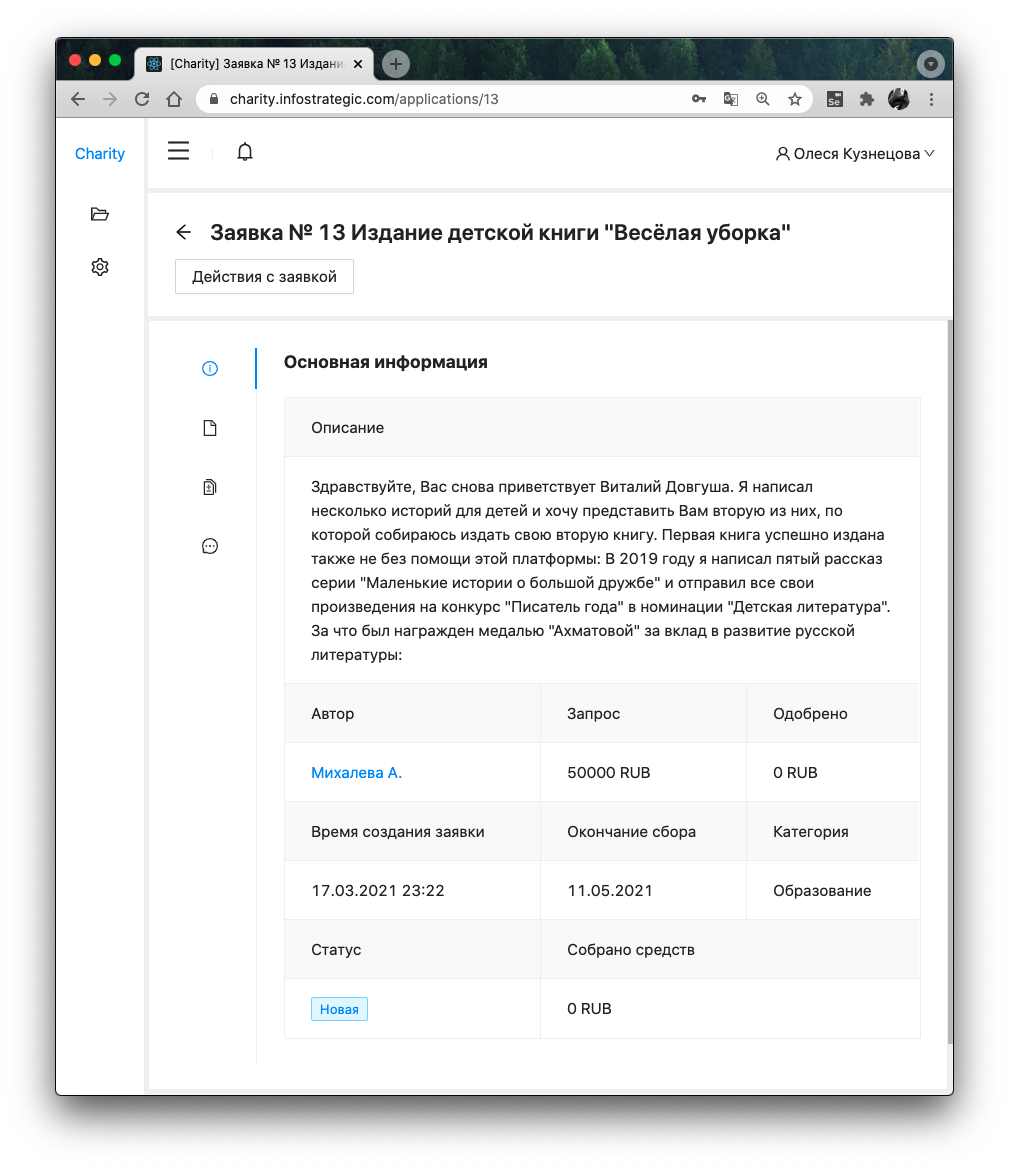 [Charity] Заявка № 13 Издани
charity.infostrategic.com/applications/13
Se
Charity
Олеся Кузнецова
Заявка № 13 Издание детской книги "Весёлая уборка"
Действия с заявкой
Основная информация
Описание
Здравствуйте, Вас снова приветствует Виталий Довгуша. Я написал
несколько историй для детей и хочу представить Вам вторую из них, по
которой собираюсь издать свою вторую книгу. Первая книга успешно издана
также не без помощи этой платформы: В 2019 году я написал пятый рассказ
серии "Маленькие истории о большой дружбе" и отправил все свои
произведения на конкурс "Писатель года" в номинации "Детская литература".
За что был награжден медалью "Ахматовой" за вклад в развитие русской
литературы:
Автор Запрос Одобрено
Михалева А. 50000 RUB 0 RUB
Время создания заявки Окончание сбора Категория
17.03.2021 23:22 11.05.2021 Образование
Статус Собрано средств
Новая 0 RUB